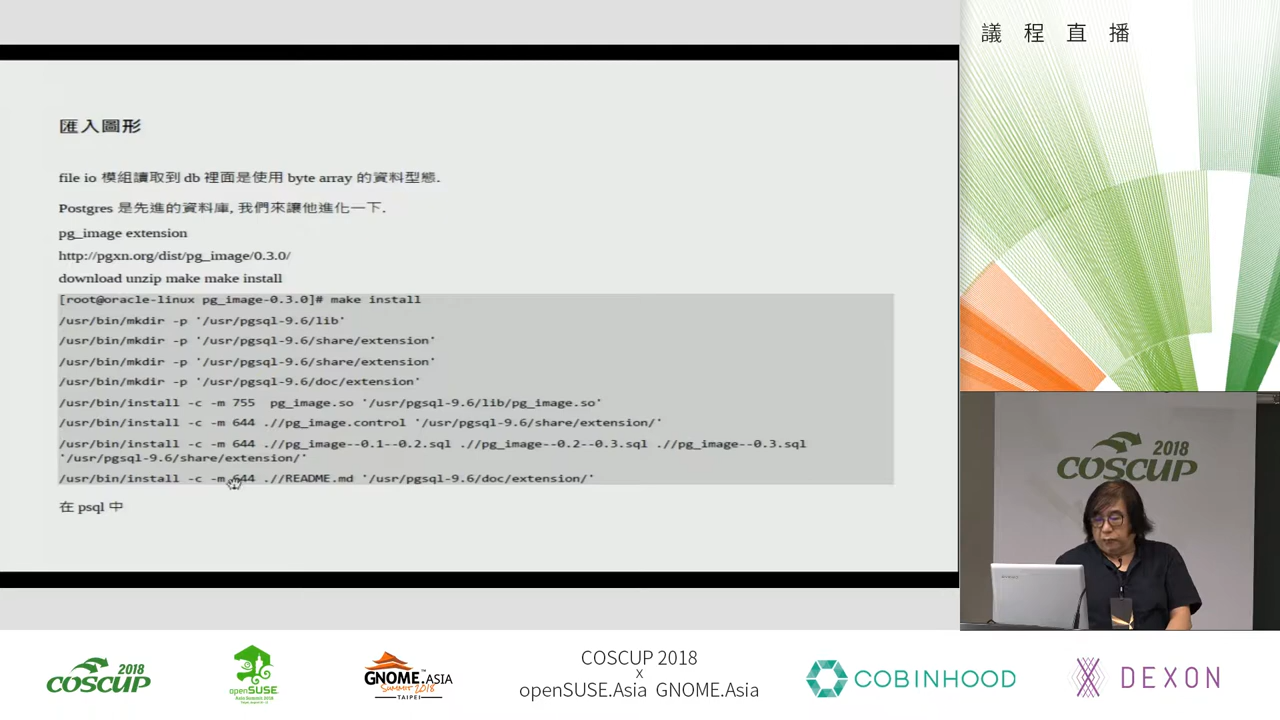 議程直播
匯入圖形
file io 模組讀取到 db 裡面是使用 byte array 的資料型態.
Postgres 是先進的資料庫, 我們來讓他進化一下.
pg_image extension
http://pgxn.org/dist/pg_image/0.3.0/
download unzip make make install
[root@oracle-linux pg_image-0.3.0]# make install
/usr/bin/mkdir -p '/usr/pgsql-9.6/lib'
/usr/bin/mkdir -p '/usr/pgsql-9.6/share/extension'
/usr/bin/mkdir -p '/usr/pgsql-9.6/share/extension'
/usr/bin/mkdir -p '/usr/pgsql-9.6/doc/extension'
/usr/bin/install -c -m 755  pg_image.so '/usr/pgsql-9.6/lib/pg_image.so'
/usr/bin/install -c -m 644 .//pg_image.control '/usr/pgsql-9.6/share/extension/'
/usr/bin/install -c -m 644 .//pg_image--0.1--0.2.sql .//pg_image--0.2--0.3.sql .//pg_image--0.3.sql
'/usr/pgsql-9.6/share/extension/'
/usr/bin/install -c -m 644 .//README.md '/usr/pgsql-9.6/doc/extension/'
在 psql 中
2018
COSCUP
2018
COSCUP
openSUSE
GNOME.ASIA
SUMMIT 2018
TAIPEI
COSCUP 2018
x
openSUSE.Asia GNOME.Asia
COBINHOOD
DEXON